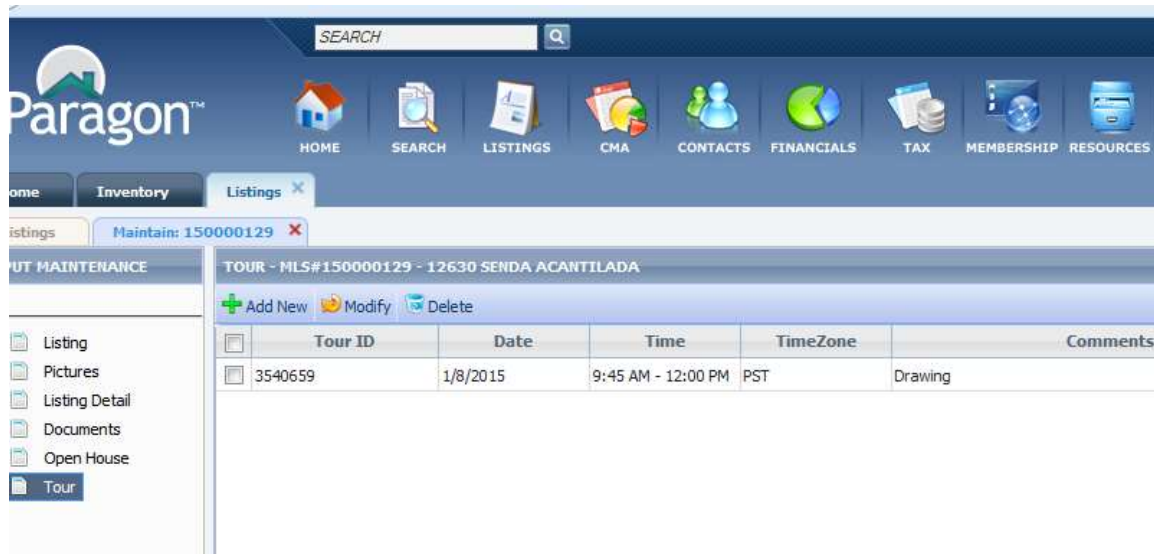 SEARCH
Paragon™
HOME SEARCH LISTINGS CMA CONTACTS FINANCIALS TAX MEMBERSHIP RESOURCES
ome Inventory Listings
istings Maintain: 150000129
PUT MAINTENANCE TOUR - MLS#150000129 - 12630 SENDA ACANTILADA
Add New Modify Delete
Listing
Pictures
Listing Detail
Documents
Open House
Tour
Tour ID Date Time TimeZone Comments
3540659 1/8/2015 9:45 AM - 12:00 PM PST Drawing